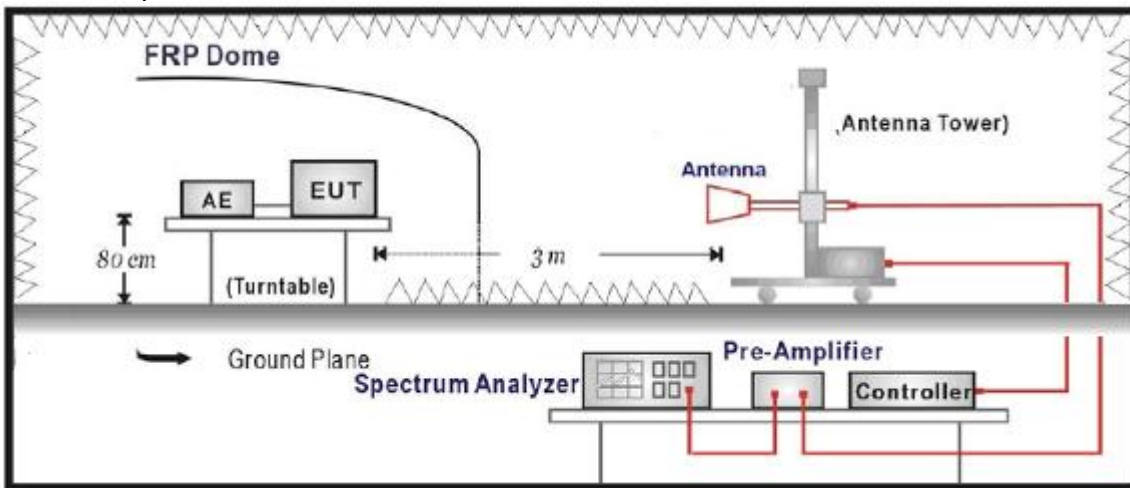 FRP Dome
,Antenna Tower)
Antenna
AE
EUT
80 cm
3 m
(Turntable)
Ground Plane
Pre-Amplifier
Spectrum Analyzer
Controller